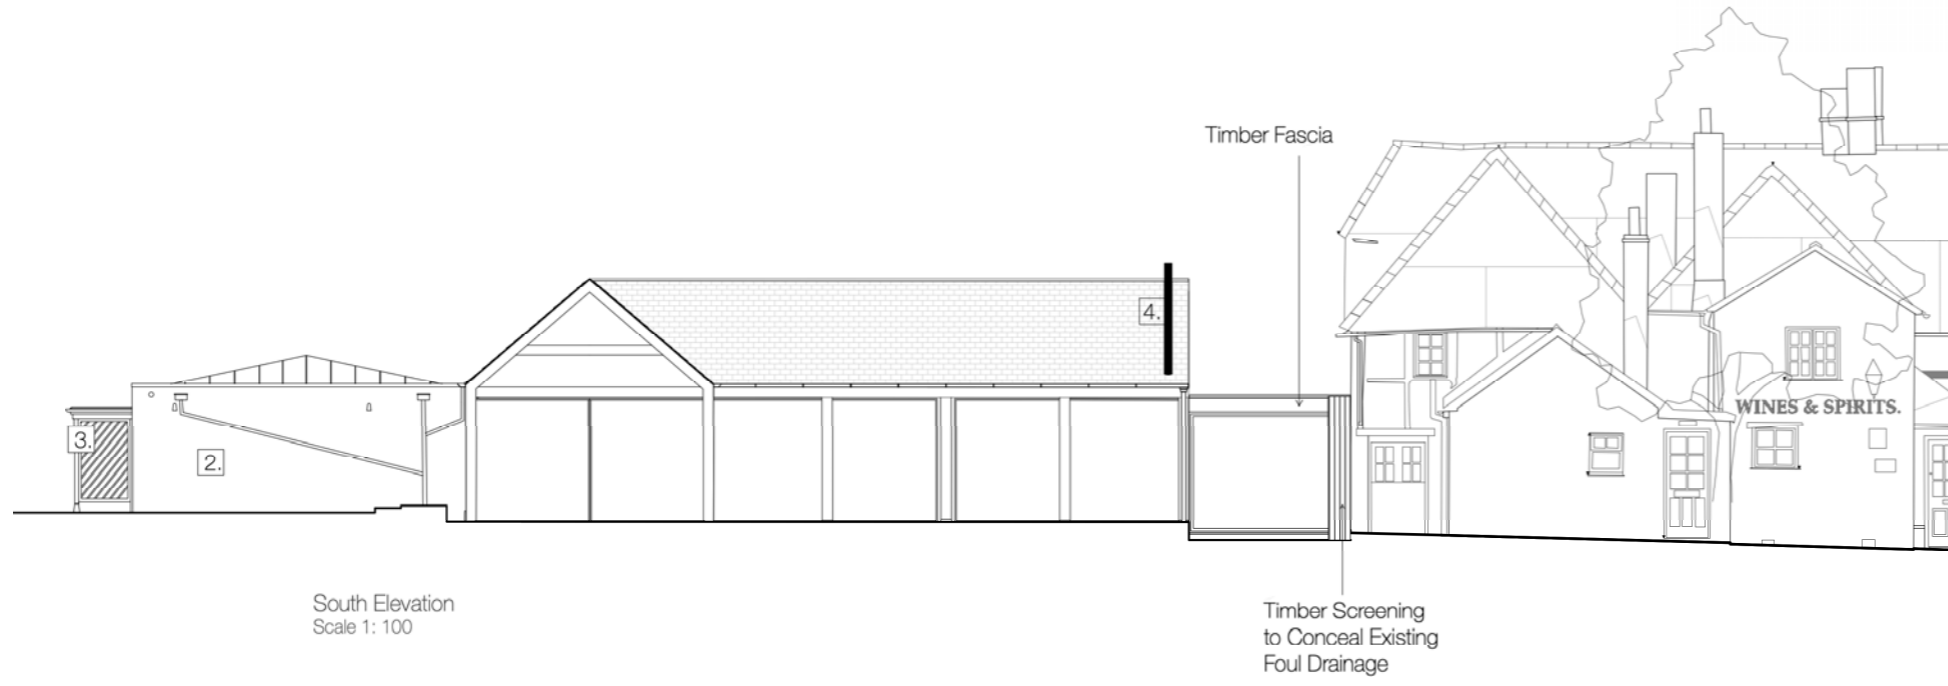 Timber Fascia
4.
WINES & SPIRITS.
3.
2.
South Elevation
Scale 1: 100
Timber Screening
to Conceal Existing
Foul Drainage